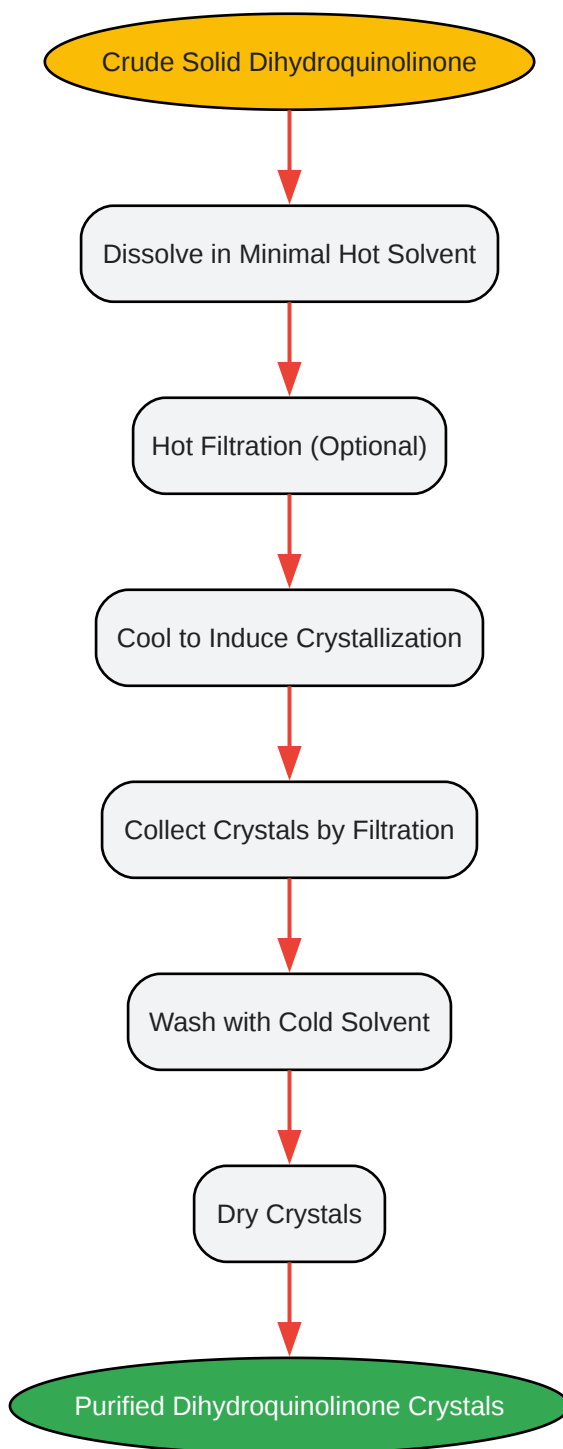 Crude Solid Dihydroquinolinone
Dissolve in Minimal Hot Solvent
Hot Filtration (Optional)
Cool to Induce Crystallization
Collect Crystals by Filtration
Wash with Cold Solvent
Dry Crystals
Purified Dihydroquinolinone Crystals